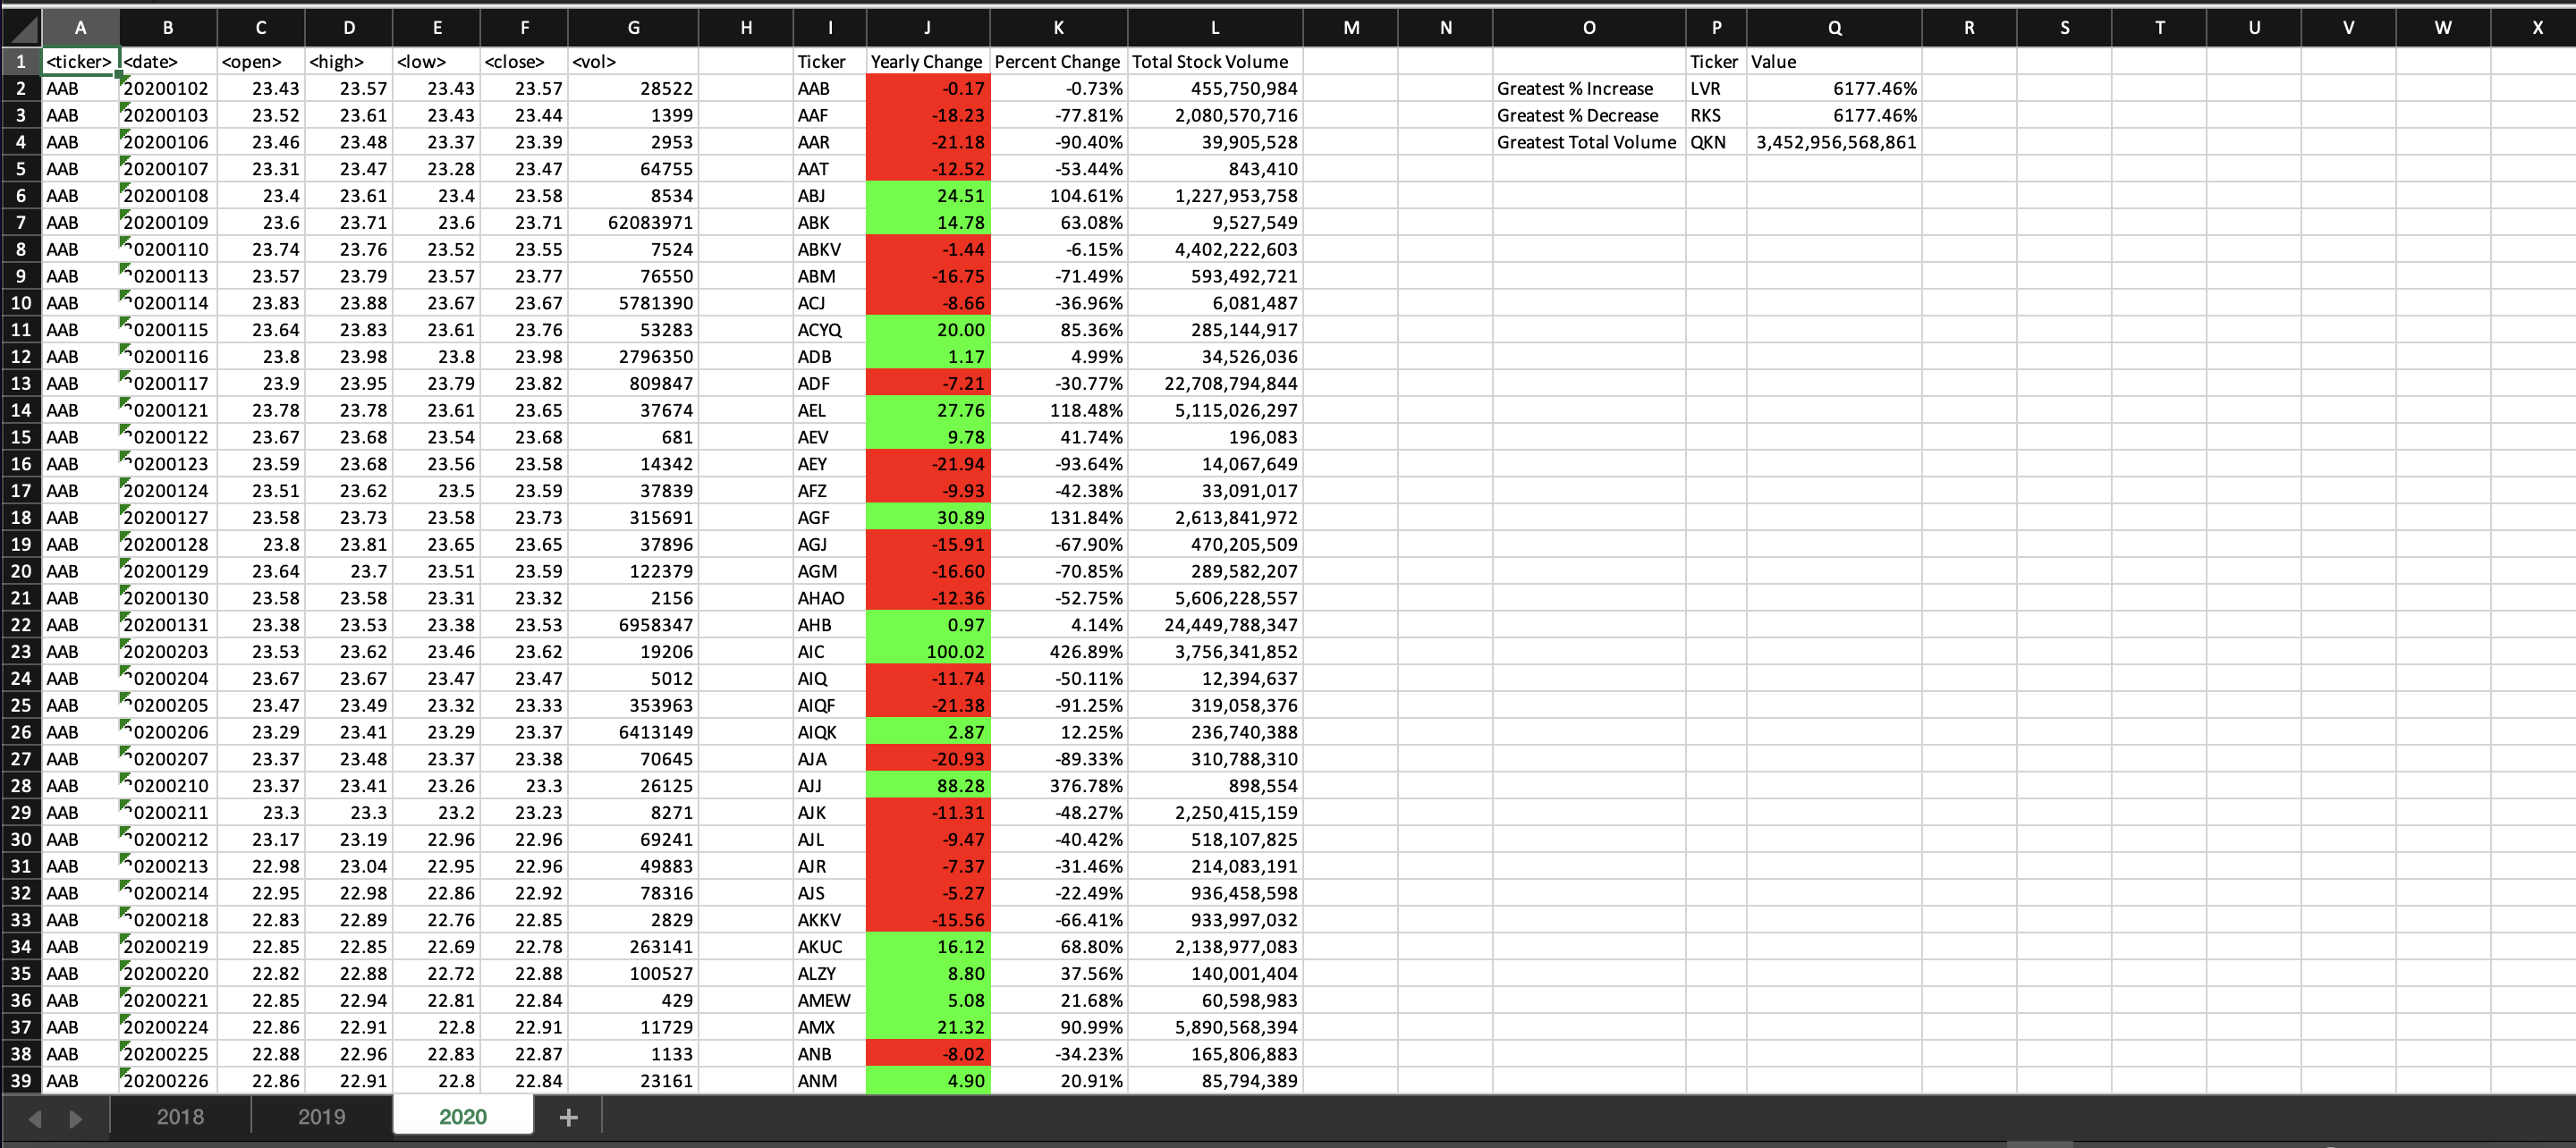 A B C D E F G H I J K L M N O P Q R S T U V W X
1 <ticker> <date> <open> <high> <low> <close> <vol> Ticker Yearly Change Percent Change Total Stock Volume Ticker Value
2 AAB 20200102 23.43 23.57 23.43 23.57 28522 AAB -0.17 -0.73% 455,750,984 Greatest % Increase LVR 6177.46%
3 AAB 20200103 23.52 23.61 23.43 23.44 1399 AAF -18.23 -77.81% 2,080,570,716 Greatest % Decrease RKS 6177.46%
4 AAB 20200106 23.46 23.48 23.37 23.39 2953 AAR -21.18 -90.40% 39,905,528 Greatest Total Volume QKN 3,452,956,568,861
5 AAB 20200107 23.31 23.47 23.28 23.47 64755 AAT -12.52 -53.44% 843,410
6 AAB 20200108 23.4 23.61 23.4 23.58 8534 ABJ 24.51 104.61% 1,227,953,758
7 AAB 20200109 23.6 23.71 23.6 23.71 62083971 ABK 14.78 63.08% 9,527,549
8 AAB 20200110 23.74 23.76 23.52 23.55 7524 ABKV -1.44 -6.15% 4,402,222,603
9 AAB 20200113 23.57 23.79 23.57 23.77 76550 ABM -16.75 -71.49% 593,492,721
10 AAB 20200114 23.83 23.88 23.67 23.67 5781390 ACJ -8.66 -36.96% 6,081,487
11 AAB 20200115 23.64 23.83 23.61 23.76 53283 ACYQ 20.00 85.36% 285,144,917
12 AAB 20200116 23.8 23.98 23.8 23.98 2796350 ADB 1.17 4.99% 34,526,036
13 AAB 20200117 23.9 23.95 23.79 23.82 809847 ADF -7.21 -30.77% 22,708,794,844
14 AAB 20200121 23.78 23.78 23.61 23.65 37674 AEL 27.76 118.48% 5,115,026,297
15 AAB 20200122 23.67 23.68 23.54 23.68 681 AEV 9.78 41.74% 196,083
16 AAB 20200123 23.59 23.68 23.56 23.58 14342 AEY -21.94 -93.64% 14,067,649
17 AAB 20200124 23.51 23.62 23.5 23.59 37839 AFZ -9.93 -42.38% 33,091,017
18 AAB 20200127 23.58 23.73 23.58 23.73 315691 AGF 30.89 131.84% 2,613,841,972
19 AAB 20200128 23.8 23.81 23.65 23.65 37896 AGJ -15.91 -67.90% 470,205,509
20 AAB 20200129 23.64 23.7 23.51 23.59 122379 AGM -16.60 -70.85% 289,582,207
21 AAB 20200130 23.58 23.58 23.31 23.32 2156 AHAO -12.36 -52.75% 5,606,228,557
22 AAB 20200131 23.38 23.53 23.38 23.53 6958347 AHB 0.97 4.14% 24,449,788,347
23 AAB 20200203 23.53 23.62 23.46 23.62 19206 AIC 100.02 426.89% 3,756,341,852
24 AAB 20200204 23.67 23.67 23.47 23.47 5012 AIQ -11.74 -50.11% 12,394,637
25 AAB 20200205 23.47 23.49 23.32 23.33 353963 AIQF -21.38 -91.25% 319,058,376
26 AAB 20200206 23.29 23.41 23.29 23.37 6413149 AIQK 2.87 12.25% 236,740,388
27 AAB 20200207 23.37 23.48 23.37 23.38 70645 AJA -20.93 -89.33% 310,788,310
28 AAB 20200210 23.37 23.41 23.26 23.3 26125 AJJ 88.28 376.78% 898,554
29 AAB 20200211 23.3 23.3 23.2 23.23 8271 AJK -11.31 -48.27% 2,250,415,159
30 AAB 20200212 23.17 23.19 22.96 22.96 69241 AJL -9.47 -40.42% 518,107,825
31 AAB 20200213 22.98 23.04 22.95 22.96 49883 AJR -7.37 -31.46% 214,083,191
32 AAB 20200214 22.95 22.98 22.86 22.92 78316 AJS -5.27 -22.49% 936,458,598
33 AAB 20200218 22.83 22.89 22.76 22.85 2829 AKKV -15.56 -66.41% 933,997,032
34 AAB 20200219 22.85 22.85 22.69 22.78 263141 AKUC 16.12 68.80% 2,138,977,083
35 AAB 20200220 22.82 22.88 22.72 22.88 100527 ALZY 8.80 37.56% 140,001,404
36 AAB 20200221 22.85 22.94 22.81 22.84 429 AMEW 5.08 21.68% 60,598,983
37 AAB 20200224 22.86 22.91 22.8 22.91 11729 AMX 21.32 90.99% 5,890,568,394
38 AAB 20200225 22.88 22.96 22.83 22.87 1133 ANB -8.02 -34.23% 165,806,883
39 AAB 20200226 22.86 22.91 22.8 22.84 23161 ANM 4.90 20.91% 85,794,389
2018 2019 2020 +